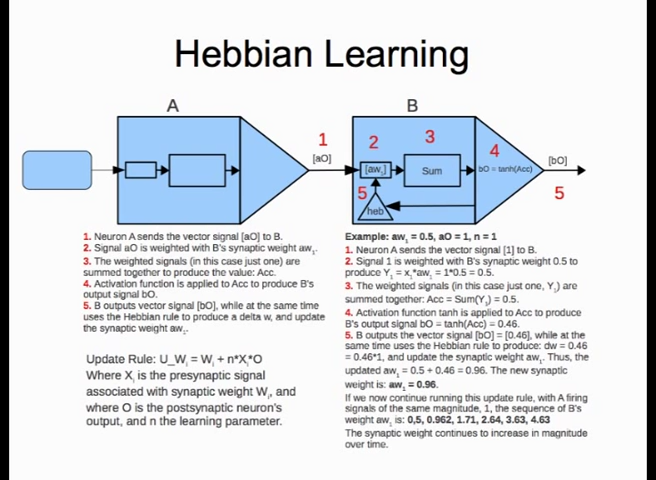 Hebbian Learning
A
B
1
[aO]
2
3
4
[aw₁]
Sum
bO = tanh(Acc)
[bO]
5
5
heb
1. Neuron A sends the vector signal [aO] to B.
2. Signal aO is weighted with B's synaptic weight aw₁.
3. The weighted signals (in this case just one) are
summed together to produce the value: Acc.
4. Activation function is applied to Acc to produce B's
output signal bO.
5. B outputs vector signal [bO], while at the same time
uses the Hebbian rule to produce a delta w, and update
the synaptic weight aw₁.
Update Rule: U_Wᵢ = Wᵢ + n*Xᵢ*O
Where Xᵢ is the presynaptic signal
associated with synaptic weight Wᵢ, and
where O is the postsynaptic neuron's
output, and n the learning parameter.
Example: aw₁ = 0.5, aO = 1, n = 1
1. Neuron A sends the vector signal [1] to B.
2. Signal 1 is weighted with B's synaptic weight 0.5 to
produce Y₁ = x₁*aw₁ = 1*0.5 = 0.5.
3. The weighted signals (in this case just one, Y₁) are
summed together: Acc = Sum(Y₁) = 0.5.
4. Activation function tanh is applied to Acc to produce
B's output signal bO = tanh(Acc) = 0.46.
5. B outputs the vector signal [bO] = [0.46], while at the
same time uses the Hebbian rule to produce: dw = 0.46
= 0.46*1, and update the synaptic weight aw₁. Thus, the
updated aw₁ = 0.5 + 0.46 = 0.96. The new synaptic
weight is: aw₁ = 0.96.
If we now continue running this update rule, with A firing
signals of the same magnitude, 1, the sequence of B's
weight aw₁ is: 0,5, 0.962, 1.71, 2.64, 3.63, 4.63
The synaptic weight continues to increase in magnitude
over time.